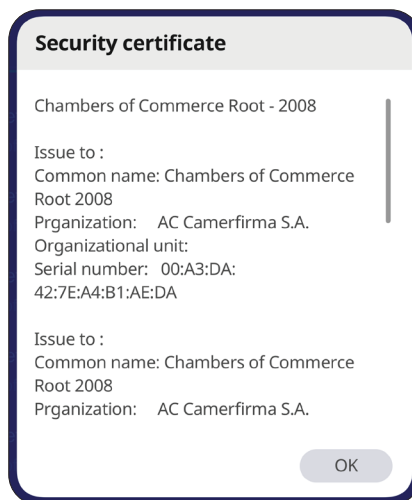 Security certificate
Chambers of Commerce Root - 2008
Issue to :
Common name: Chambers of Commerce
Root 2008
Prganization: AC Camerfirma S.A.
Organizational unit:
Serial number: 00:A3:DA:
42:7E:A4:B1:AE:DA
Issue to :
Common name: Chambers of Commerce
Root 2008
Prganization: AC Camerfirma S.A.
OK